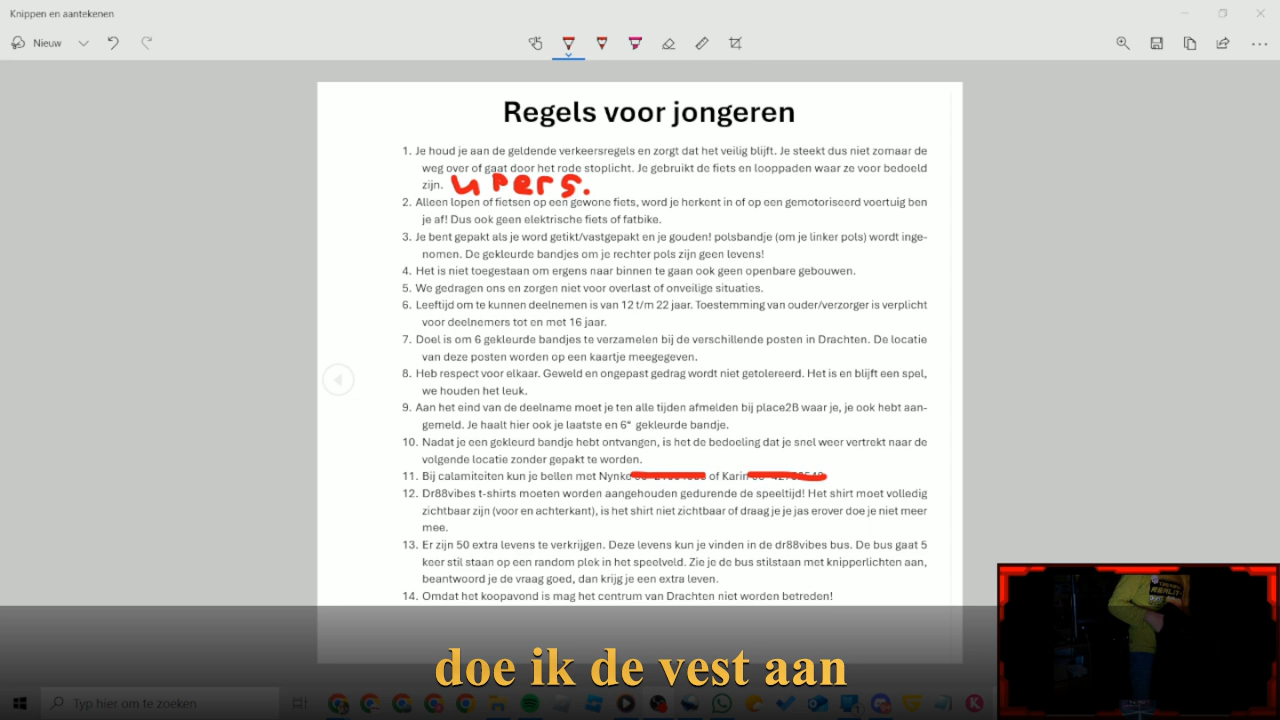 Knippen en aantekenen
Nieuw
Regels voor jongeren
1. Je houd je aan de geldende verkeersregels en zorgt dat het veilig blijft. Je steekt dus niet zomaar de
weg over of gaat door het rode stoplicht. Je gebruikt de fiets en looppaden waar ze voor bedoeld
zijn.
2. Alleen lopen of fietsen op een gewone fiets, word je herkent in of op een gemotoriseerd voertuig ben
je af! Dus ook geen elektrische fiets of fatbike.
3. Je bent gepakt als je word getikt/vastgepakt en je gouden! polsbandje (om je linker pols) wordt inge-
nomen. De gekleurde bandjes om je rechter pols zijn geen levens!
4. Het is niet toegestaan om ergens naar binnen te gaan ook geen openbare gebouwen.
5. We gedragen ons en zorgen niet voor overlast of onveilige situaties.
6. Leeftijd om te kunnen deelnemen is van 12 t/m 22 jaar. Toestemming van ouder/verzorger is verplicht
voor deelnemers tot en met 16 jaar.
7. Doel is om 6 gekleurde bandjes te verzamelen bij de verschillende posten in Drachten. De locatie
van deze posten worden op een kaartje meegegeven.
8. Heb respect voor elkaar. Geweld en ongepast gedrag wordt niet getolereerd. Het is en blijft een spel,
we houden het leuk.
9. Aan het eind van de deelname moet je ten alle tijden afmelden bij place2B waar je, je ook hebt aan-
gemeld. Je haalt hier ook je laatste en 6ᵉ gekleurde bandje.
10. Nadat je een gekleurd bandje hebt ontvangen, is het de bedoeling dat je snel weer vertrekt naar de
volgende locatie zonder gepakt te worden.
11. Bij calamiteiten kun je bellen met Nynke of Karin
12. Dr88vibes t-shirts moeten worden aangehouden gedurende de speeltijd! Het shirt moet volledig
zichtbaar zijn (voor en achterkant), is het shirt niet zichtbaar of draag je je jas erover doe je niet meer
mee.
13. Er zijn 50 extra levens te verkrijgen. Deze levens kun je vinden in de dr88vibes bus. De bus gaat 5
keer stil staan op een random plek in het speelveld. Zie je de bus stilstaan met knipperlichten aan,
beantwoord je de vraag goed, dan krijg je een extra leven.
14. Omdat het koopavond is mag het centrum van Drachten niet worden betreden!
doe ik de vest aan
Typ hier om te zoeken